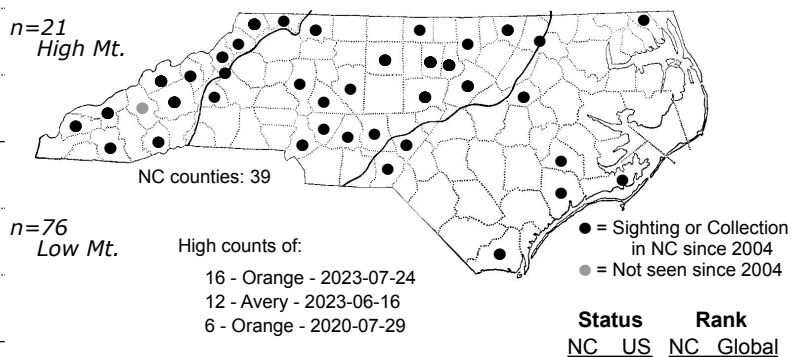 n=21
High Mt.
NC counties: 39
n=76
Low Mt.
High counts of:
16 - Orange - 2023-07-24
12 - Avery - 2023-06-16
6 - Orange - 2020-07-29
● = Sighting or Collection
in NC since 2004
● = Not seen since 2004
Status Rank
NC US NC Global